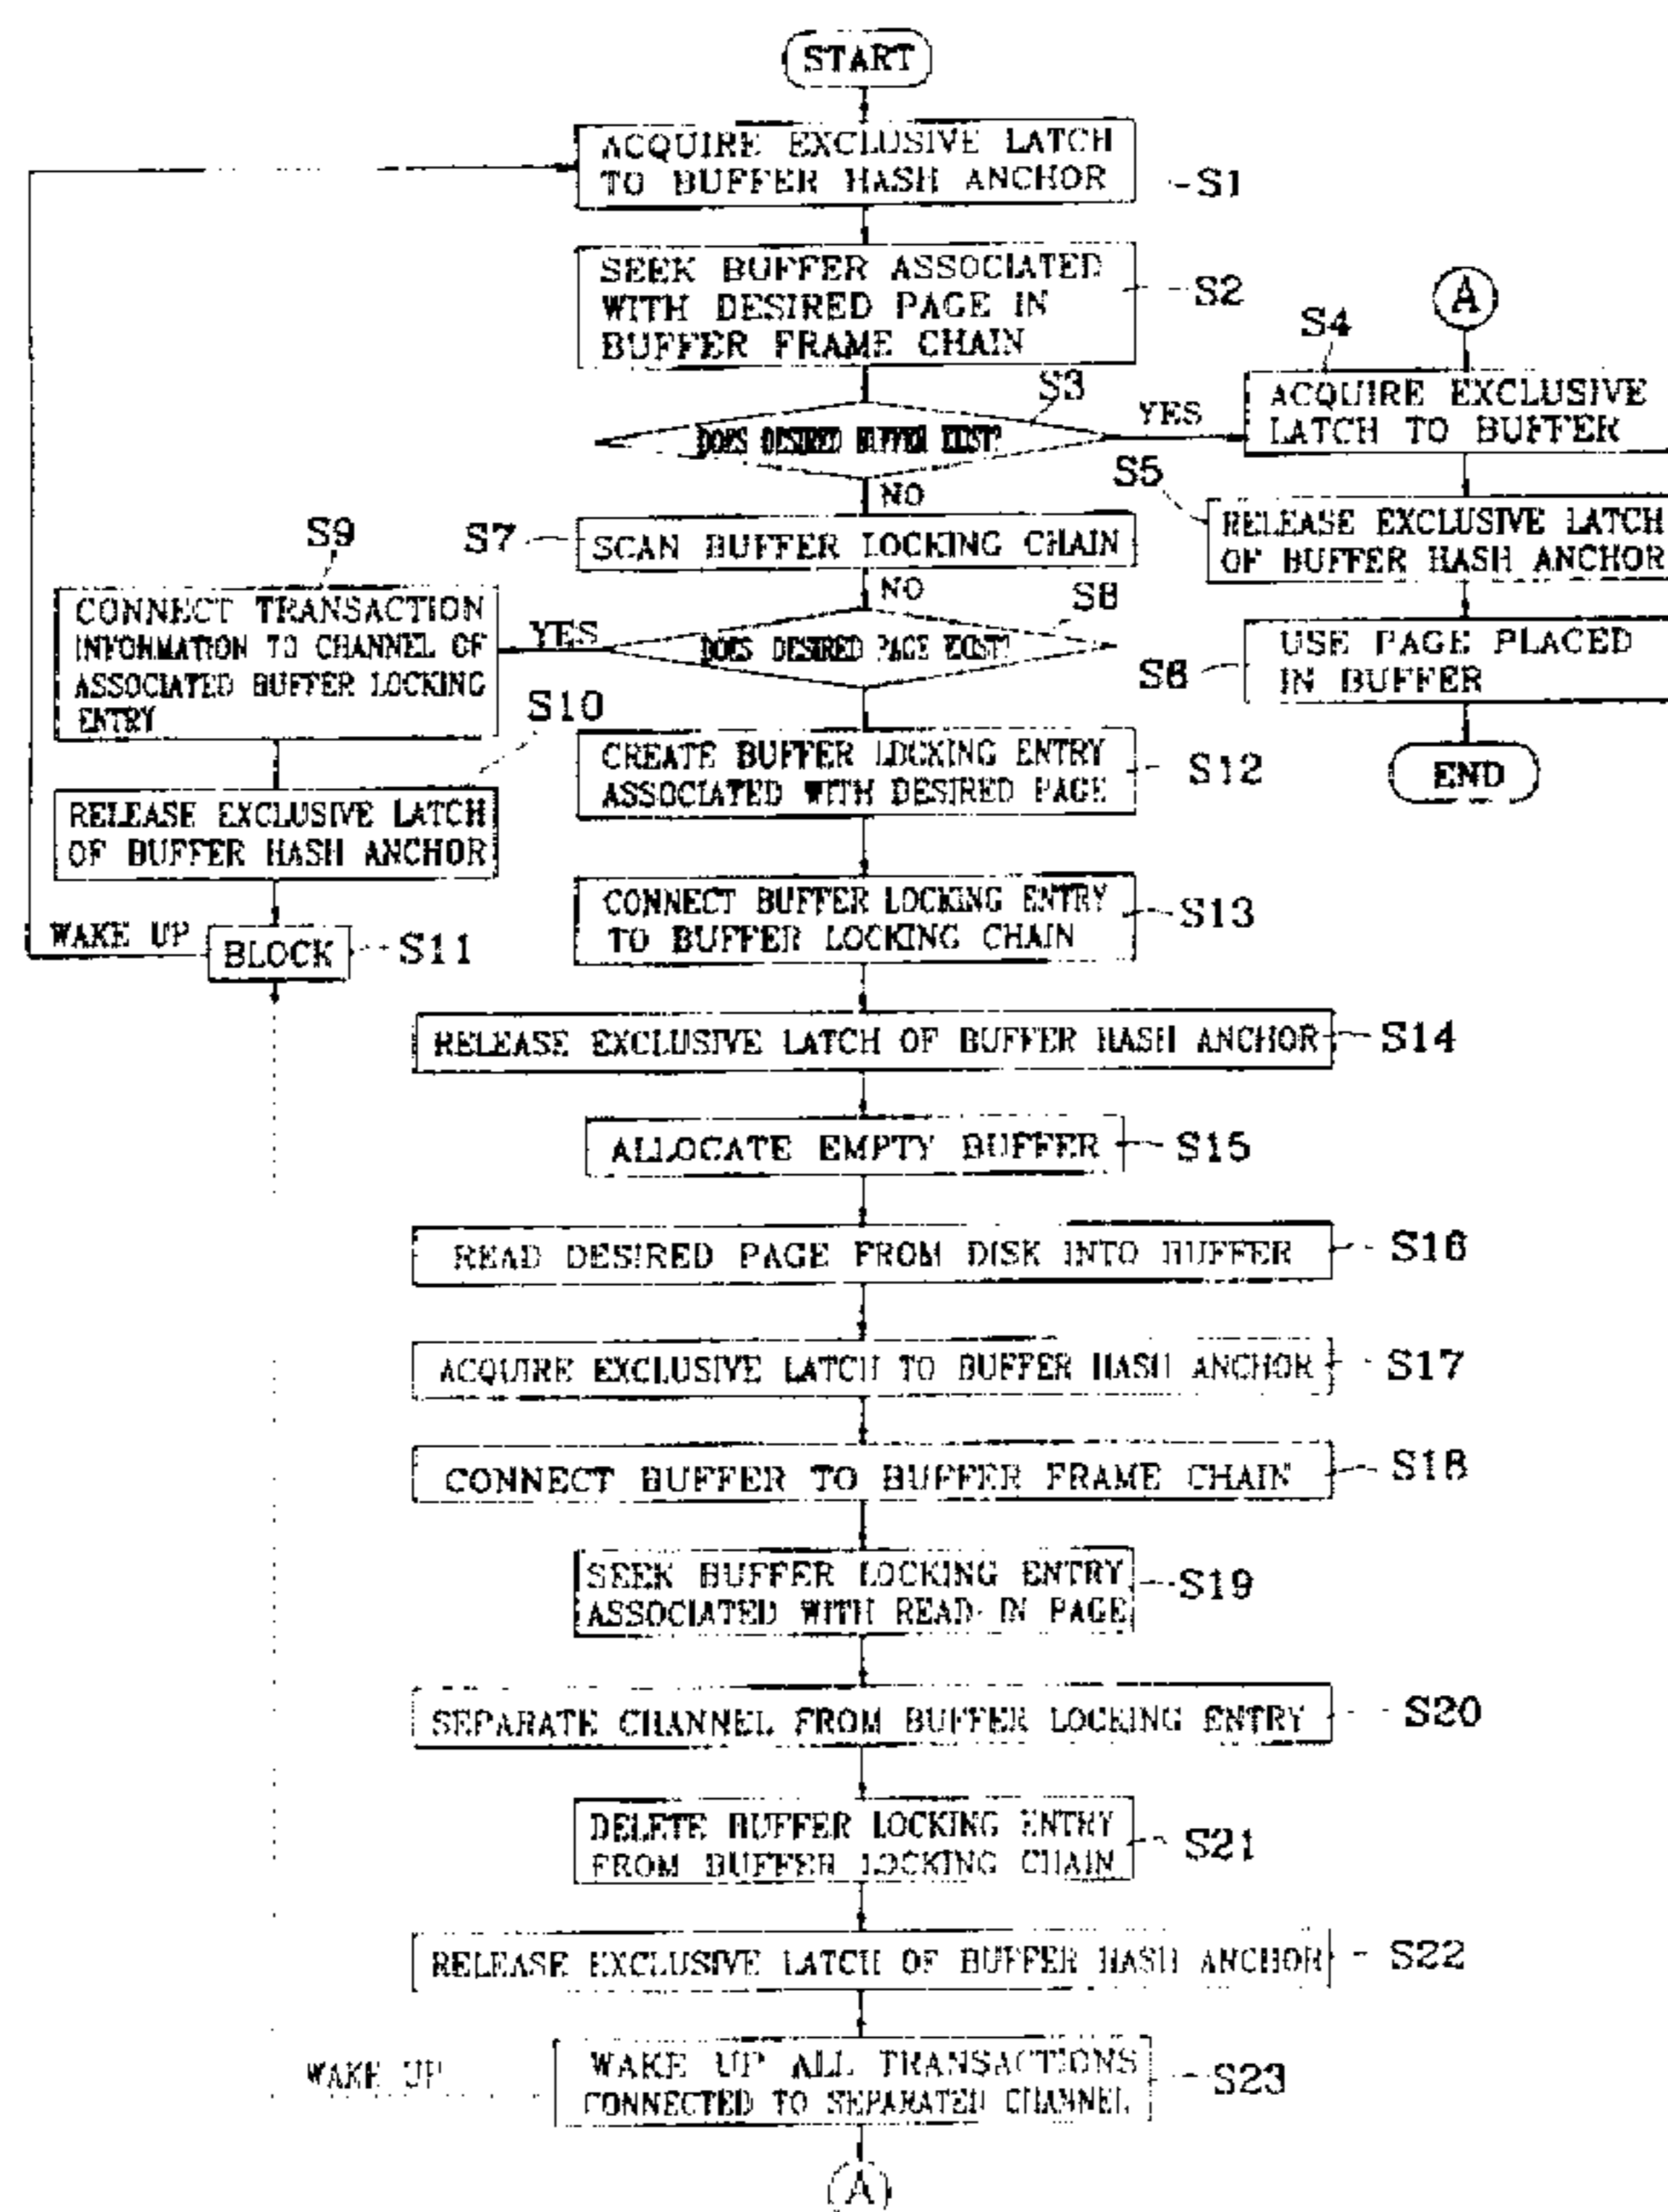 START
ACQUIRE EXCLUSIVE LATCH
TO BUFFER HASH ANCHOR
S1
SEEK BUFFER ASSOCIATED
WITH DESIRED PAGE IN
BUFFER FRAME CHAIN
S2
S3
DOES DESIRED BUFFER EXIST?
YES
NO
A
S4
ACQUIRE EXCLUSIVE
LATCH TO BUFFER
S5
RELEASE EXCLUSIVE LATCH
OF BUFFER HASH ANCHOR
S6
USE PAGE PLACED
IN BUFFER
END
S7
SCAN BUFFER LOCKING CHAIN
NO
S8
DOES DESIRED PAGE EXIST?
YES
S9
CONNECT TRANSACTION
INFORMATION TO CHANNEL OF
ASSOCIATED BUFFER LOCKING
ENTRY
S10
RELEASE EXCLUSIVE LATCH
OF BUFFER HASH ANCHOR
WAKE UP
BLOCK
S11
CREATE BUFFER LOCKING ENTRY
ASSOCIATED WITH DESIRED PAGE
S12
CONNECT BUFFER LOCKING ENTRY
TO BUFFER LOCKING CHAIN
S13
RELEASE EXCLUSIVE LATCH OF BUFFER HASH ANCHOR
S14
ALLOCATE EMPTY BUFFER
S15
READ DESIRED PAGE FROM DISK INTO BUFFER
S16
ACQUIRE EXCLUSIVE LATCH TO BUFFER HASH ANCHOR
S17
CONNECT BUFFER TO BUFFER FRAME CHAIN
S18
SEEK BUFFER LOCKING ENTRY
ASSOCIATED WITH READ-IN PAGE
S19
SEPARATE CHANNEL FROM BUFFER LOCKING ENTRY
S20
DELETE BUFFER LOCKING ENTRY
FROM BUFFER LOCKING CHAIN
S21
RELEASE EXCLUSIVE LATCH OF BUFFER HASH ANCHOR
S22
WAKE UP
WAKE UP ALL TRANSACTIONS
CONNECTED TO SEPARATED CHANNEL
S23
A